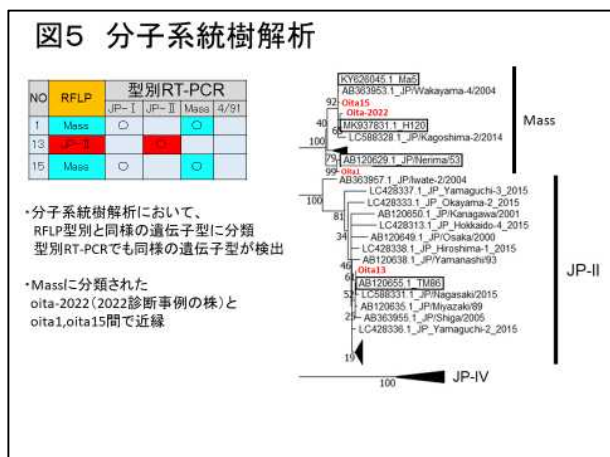 図5 分子系統樹解析
NO RFLP 型別RT-PCR
JP-Ⅰ JP-Ⅱ Mass 4/91
1 Mass ○ ○
13 JP-Ⅱ ○
15 Mass ○ ○
・分子系統樹解析において、
RFLP型別と同様の遺伝子型に分類
型別RT-PCRでも同様の遺伝子型が検出
・Massに分類された
oita-2022(2022診断事例の株)と
oita1,oita15間で近縁
KY626045.1_Ma5
AB363953.1_JP/Wakayama-4/2004
92
Oita15
Oita-2022
40
MK937831.1_H120
LC588328.1_JP/Kagoshima-2/2014
100
79
AB120629.1_JP/Nerima/53
99
Oita1
Mass
AB363957.1_JP/Iwate-2/2004
100
LC428337.1_JP_Yamaguchi-3_2015
81
LC428333.1_JP_Okayama-2_2015
AB120650.1_JP/Kanagawa/2001
LC428313.1_JP_Hokkaido-4_2015
34
AB120649.1_JP/Osaka/2000
LC428338.1_JP_Hiroshima-1_2015
AB120638.1_JP/Yamanashi/93
46
Oita13
61
AB120655.1_TM86
52
LC588331.1_JP/Nagasaki/2015
AB120635.1_JP/Miyazaki/89
AB363955.1_JP/Shiga/2005
LC428336.1_JP_Yamaguchi-2_2015
19
JP-II
100
JP-IV